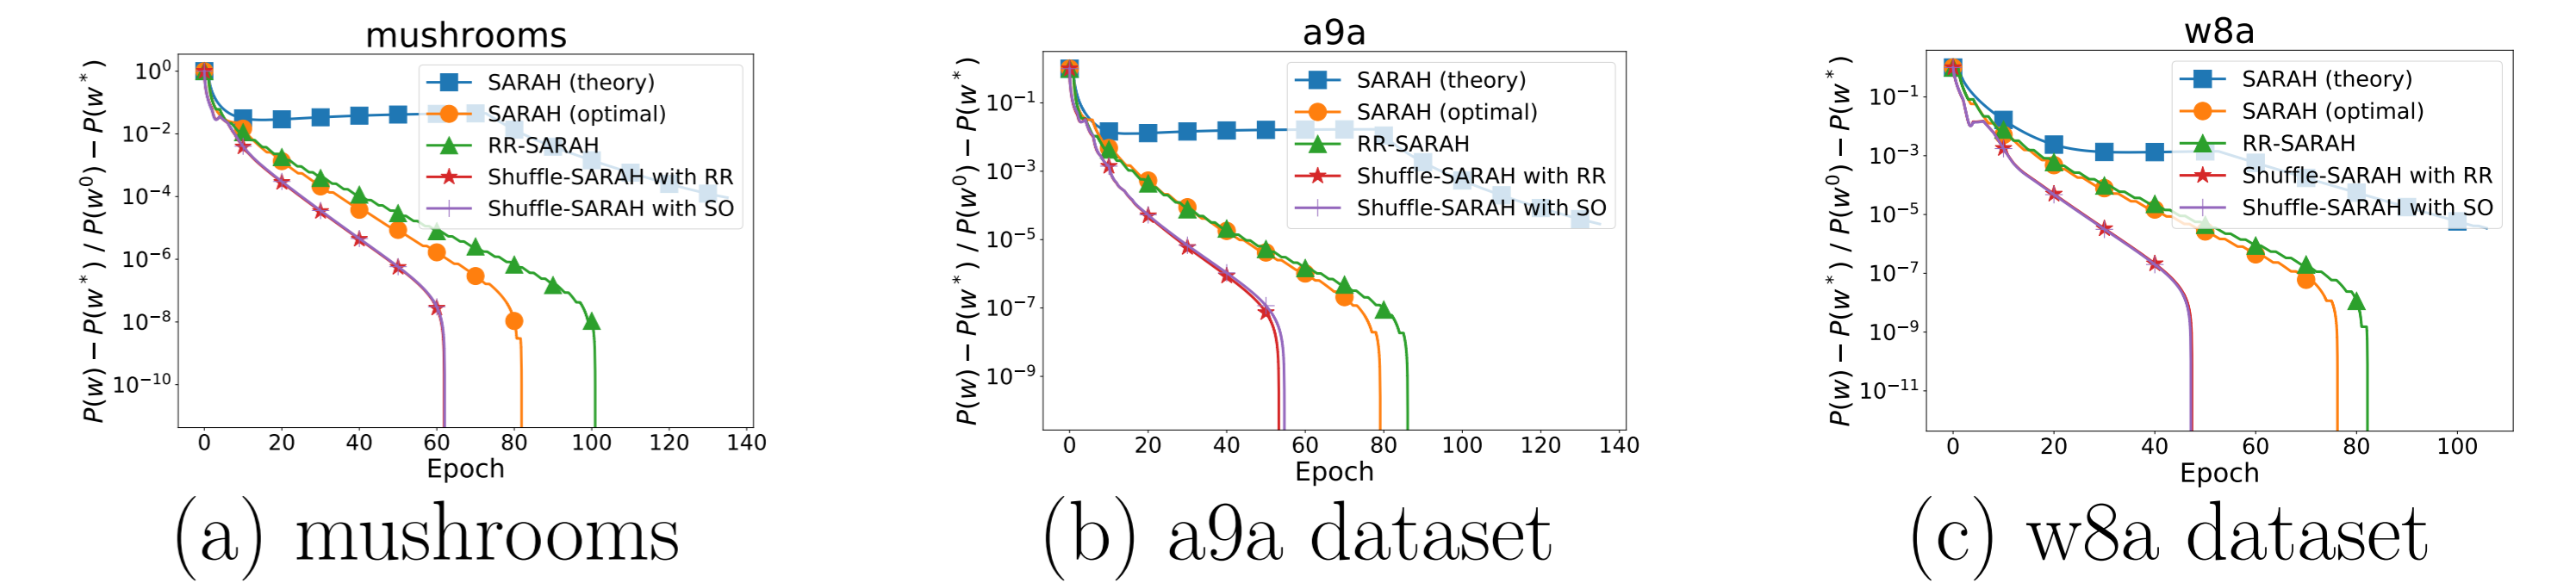 mushrooms
P(w) − P(w*) / P(w⁰) − P(w*)
10⁰
10⁻²
10⁻⁴
10⁻⁶
10⁻⁸
10⁻¹⁰
SARAH (theory)
SARAH (optimal)
RR-SARAH
Shuffle-SARAH with RR
Shuffle-SARAH with SO
0 20 40 60 80 100 120 140
Epoch
(a) mushrooms
a9a
P(w) − P(w*) / P(w⁰) − P(w*)
10⁻¹
10⁻³
10⁻⁵
10⁻⁷
10⁻⁹
SARAH (theory)
SARAH (optimal)
RR-SARAH
Shuffle-SARAH with RR
Shuffle-SARAH with SO
0 20 40 60 80 100 120 140
Epoch
(b) a9a dataset
w8a
P(w) − P(w*) / P(w⁰) − P(w*)
10⁻¹
10⁻³
10⁻⁵
10⁻⁷
10⁻⁹
10⁻¹¹
SARAH (theory)
SARAH (optimal)
RR-SARAH
Shuffle-SARAH with RR
Shuffle-SARAH with SO
0 20 40 60 80 100
Epoch
(c) w8a dataset